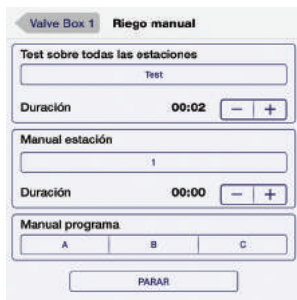 Valve Box 1 Riego manual
Test sobre todas las estaciones
Test
Duración 00:02 − +
Manual estación
1
Duración 00:00 − +
Manual programa
A B C
PARAR